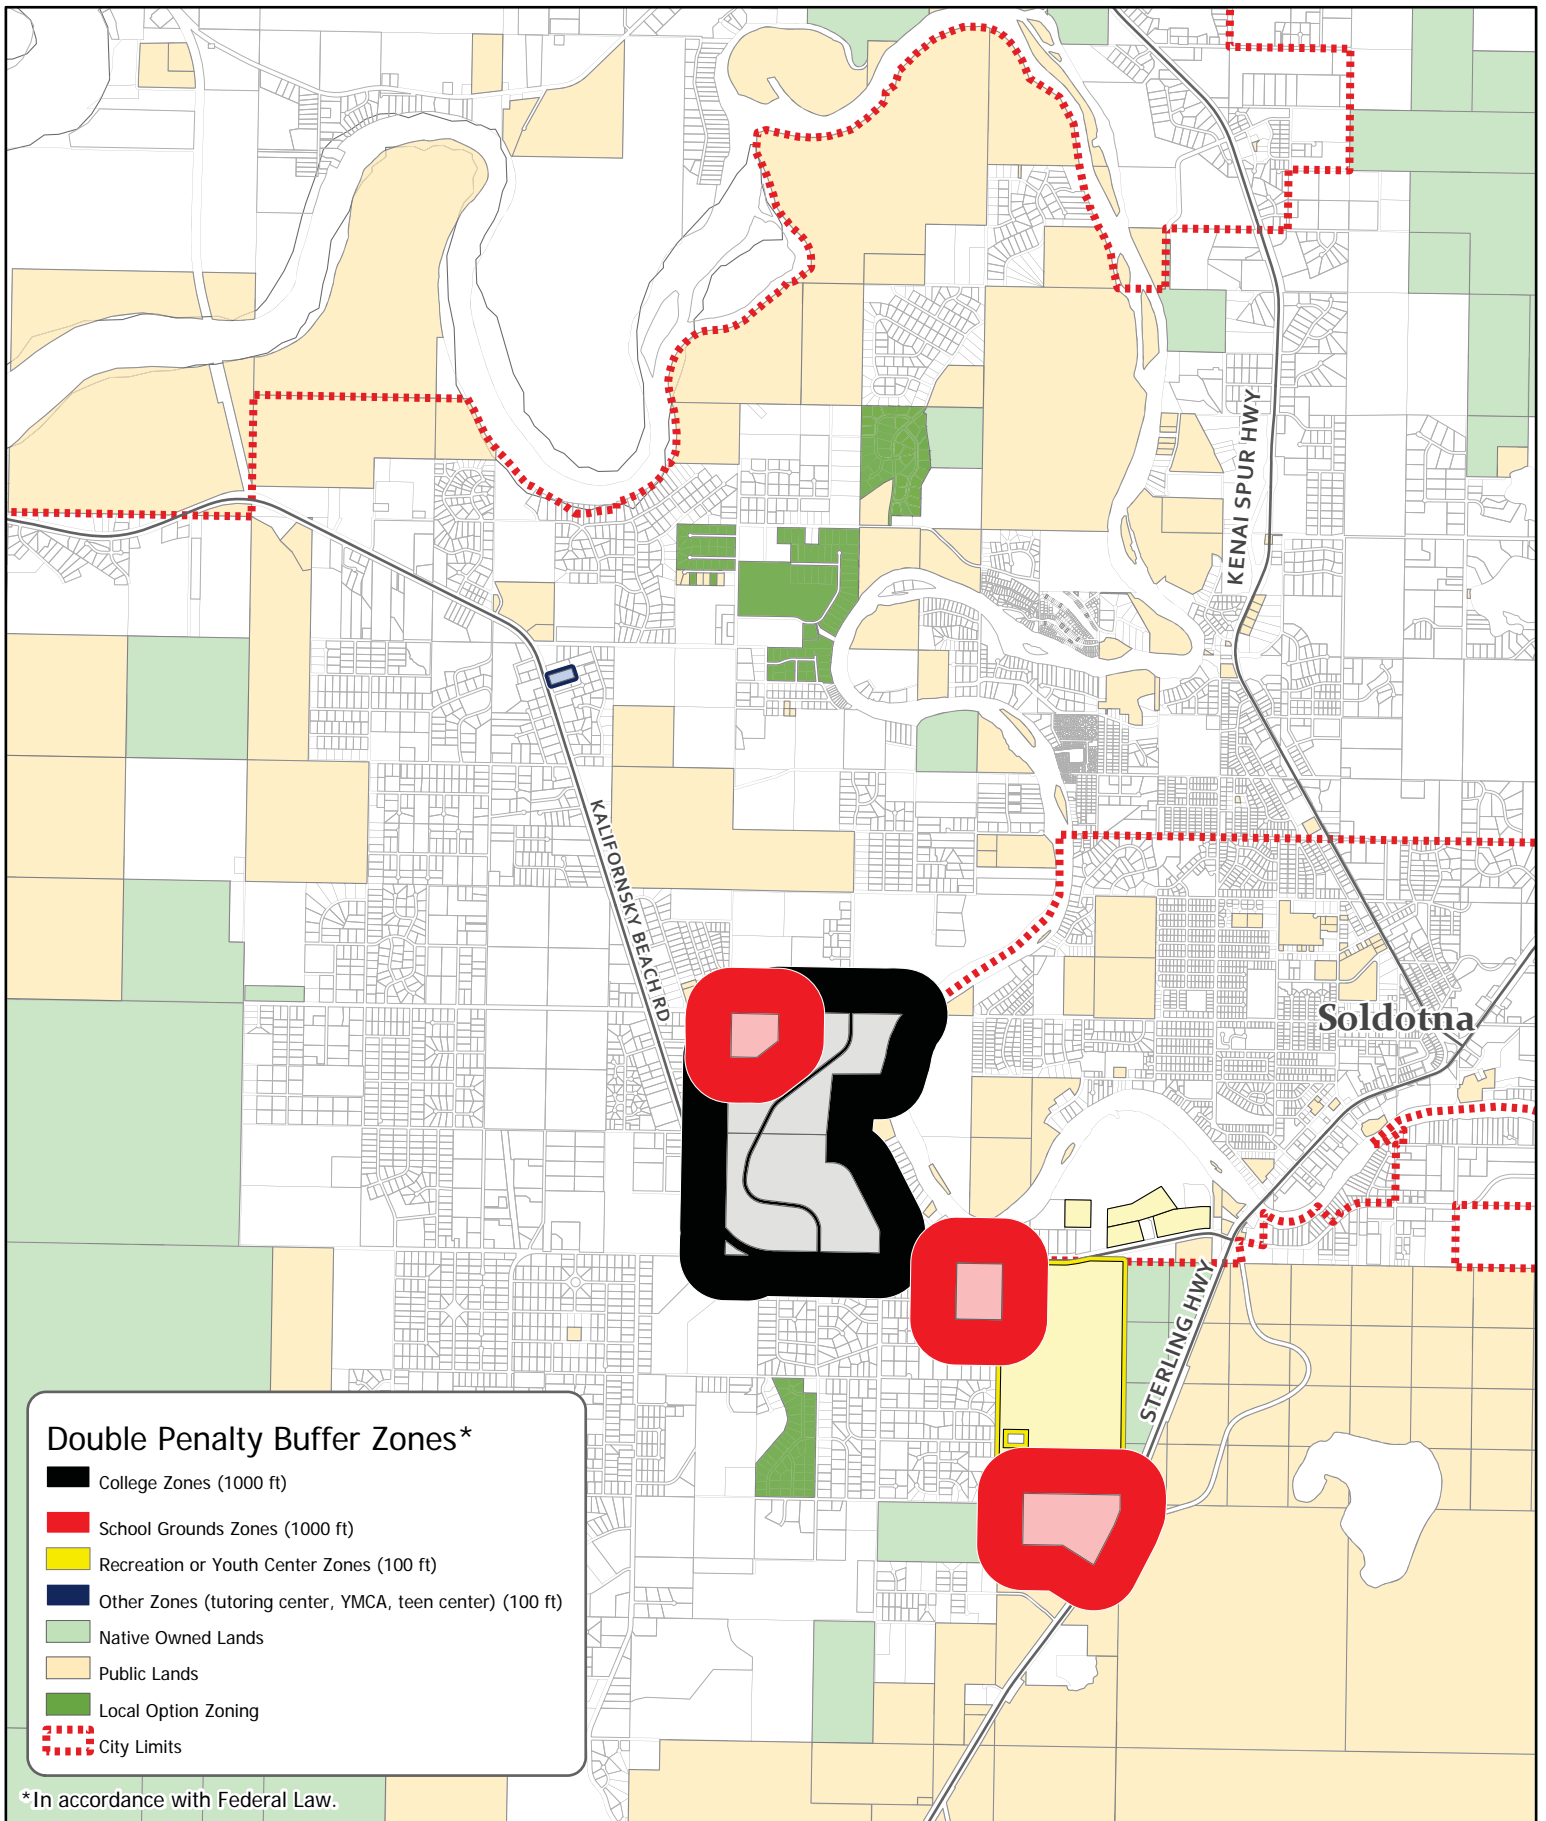 KENAI SPUR HWY
KALIFORNSKY BEACH RD
Soldotna
STERLING HWY
Double Penalty Buffer Zones*
College Zones (1000 ft)
School Grounds Zones (1000 ft)
Recreation or Youth Center Zones (100 ft)
Other Zones (tutoring center, YMCA, teen center) (100 ft)
Native Owned Lands
Public Lands
Local Option Zoning
City Limits
*In accordance with Federal Law.